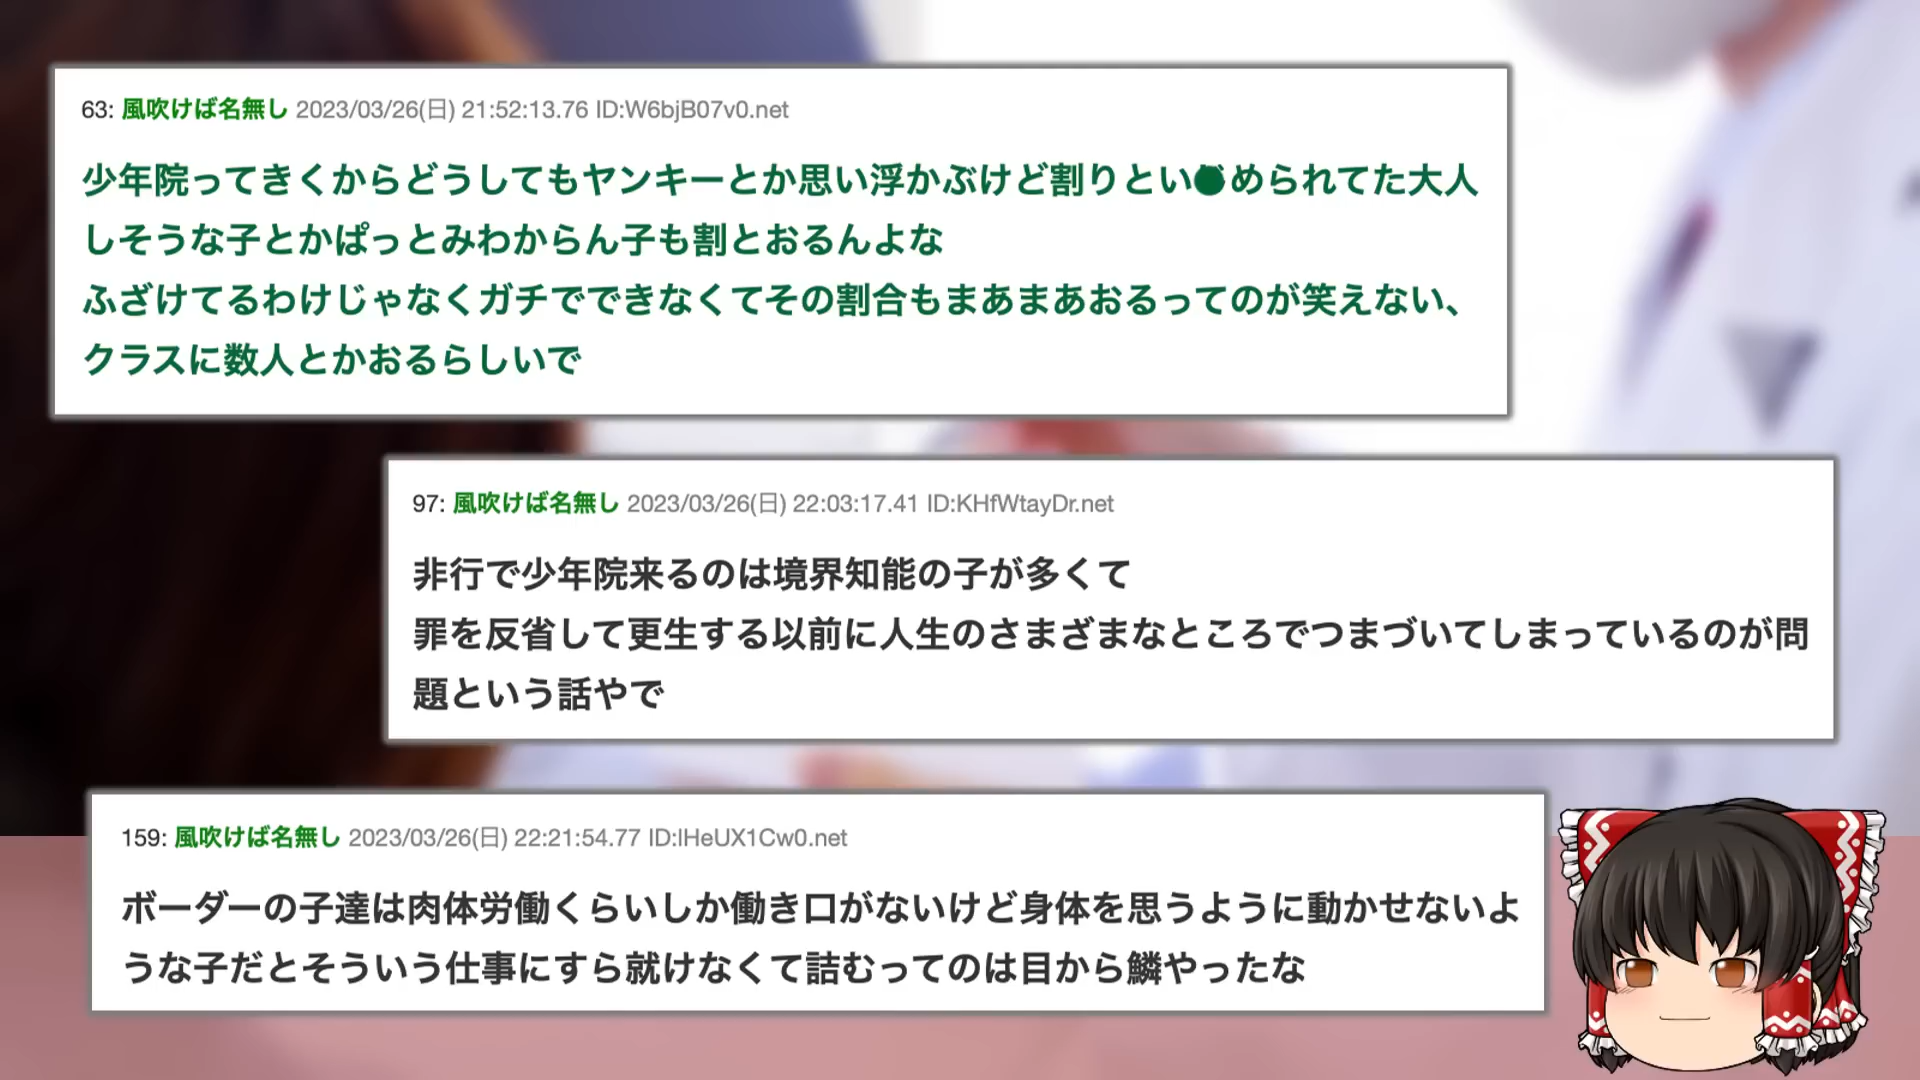 63: 風吹けば名無し 2023/03/26(日) 21:52:13.76 ID:W6bjB07v0.net
少年院ってきくからどうしてもヤンキーとか思い浮かぶけど割りとい●められてた大人
しそうな子とかぱっとみわからん子も割とおるんよな
ふざけてるわけじゃなくガチでできなくてその割合もまあまあおるってのが笑えない、
クラスに数人とかおるらしいで
97: 風吹けば名無し 2023/03/26(日) 22:03:17.41 ID:KHfWtayDr.net
非行で少年院来るのは境界知能の子が多くて
罪を反省して更生する以前に人生のさまざまなところでつまづいてしまっているのが問
題という話やで
159: 風吹けば名無し 2023/03/26(日) 22:21:54.77 ID:lHeUX1Cw0.net
ボーダーの子達は肉体労働くらいしか働き口がないけど身体を思うように動かせないよ
うな子だとそういう仕事にすら就けなくて詰むってのは目から鱗やったな